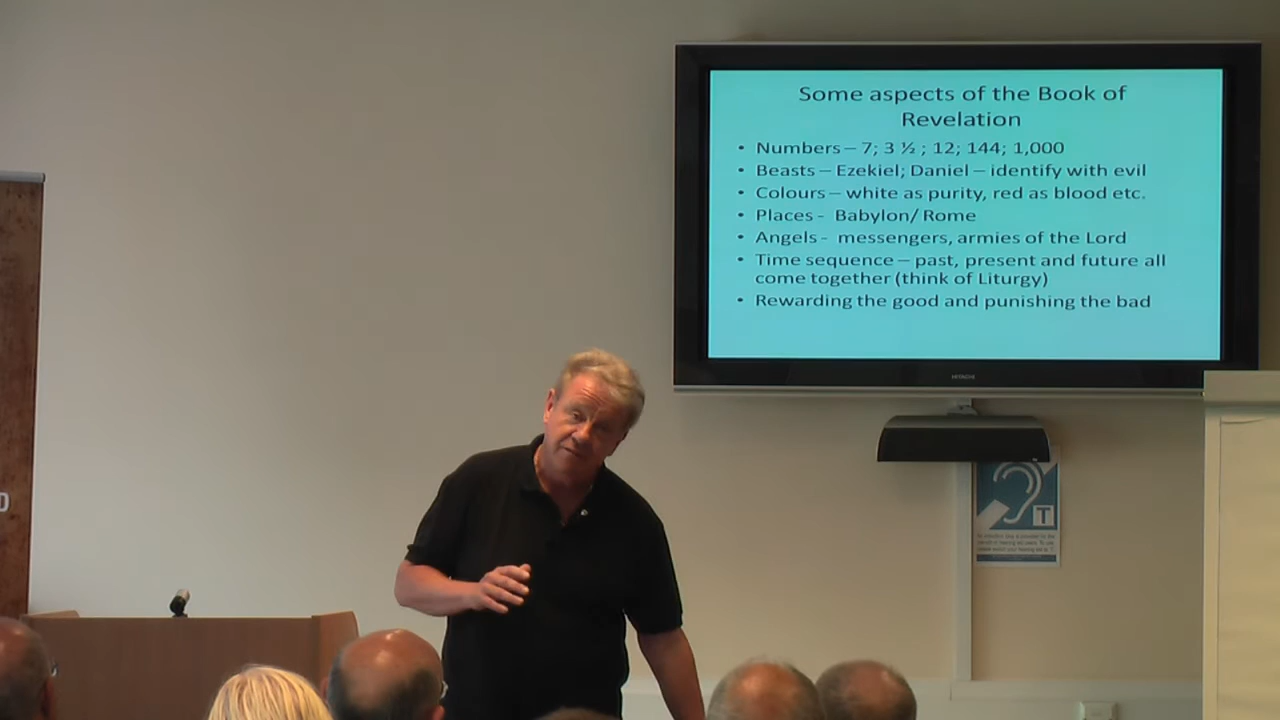 Some aspects of the Book of
Revelation
• Numbers – 7; 3 ½ ; 12; 144; 1,000
• Beasts – Ezekiel; Daniel – identify with evil
• Colours – white as purity, red as blood etc.
• Places - Babylon/ Rome
• Angels - messengers, armies of the Lord
• Time sequence – past, present and future all
come together (think of Liturgy)
• Rewarding the good and punishing the bad
HITACHI
T
D